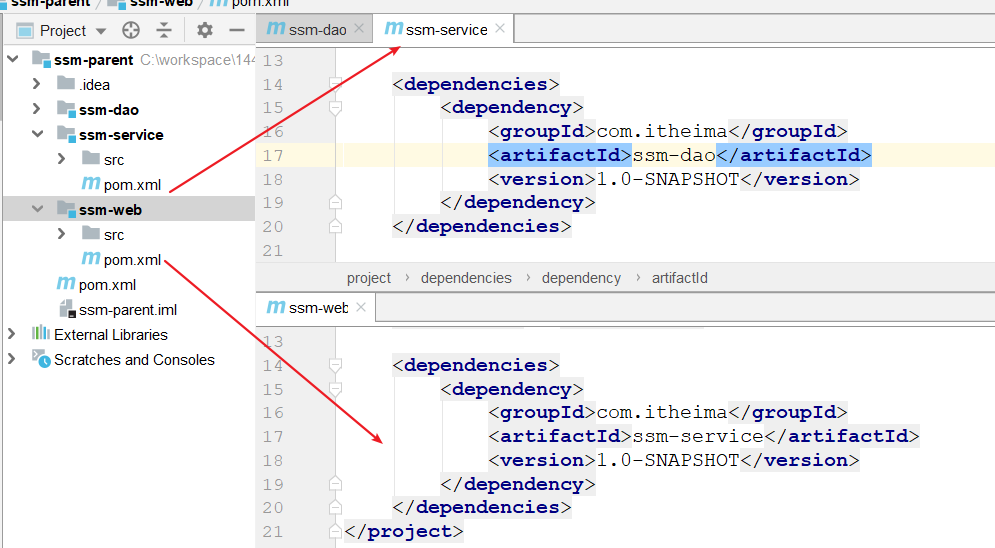 ssm-parent ssm-web pom.xml
Project
ssm-parent C:\workspace\144
.idea
ssm-dao
ssm-service
src
pom.xml
ssm-web
src
pom.xml
pom.xml
ssm-parent.iml
External Libraries
Scratches and Consoles
ssm-dao ssm-service
13
14 <dependencies>
15 <dependency>
16 <groupId>com.itheima</groupId>
17 <artifactId>ssm-dao</artifactId>
18 <version>1.0-SNAPSHOT</version>
19 </dependency>
20 </dependencies>
21
project › dependencies › dependency › artifactId
ssm-web
13
14 <dependencies>
15 <dependency>
16 <groupId>com.itheima</groupId>
17 <artifactId>ssm-service</artifactId>
18 <version>1.0-SNAPSHOT</version>
19 </dependency>
20 </dependencies>
21 </project>